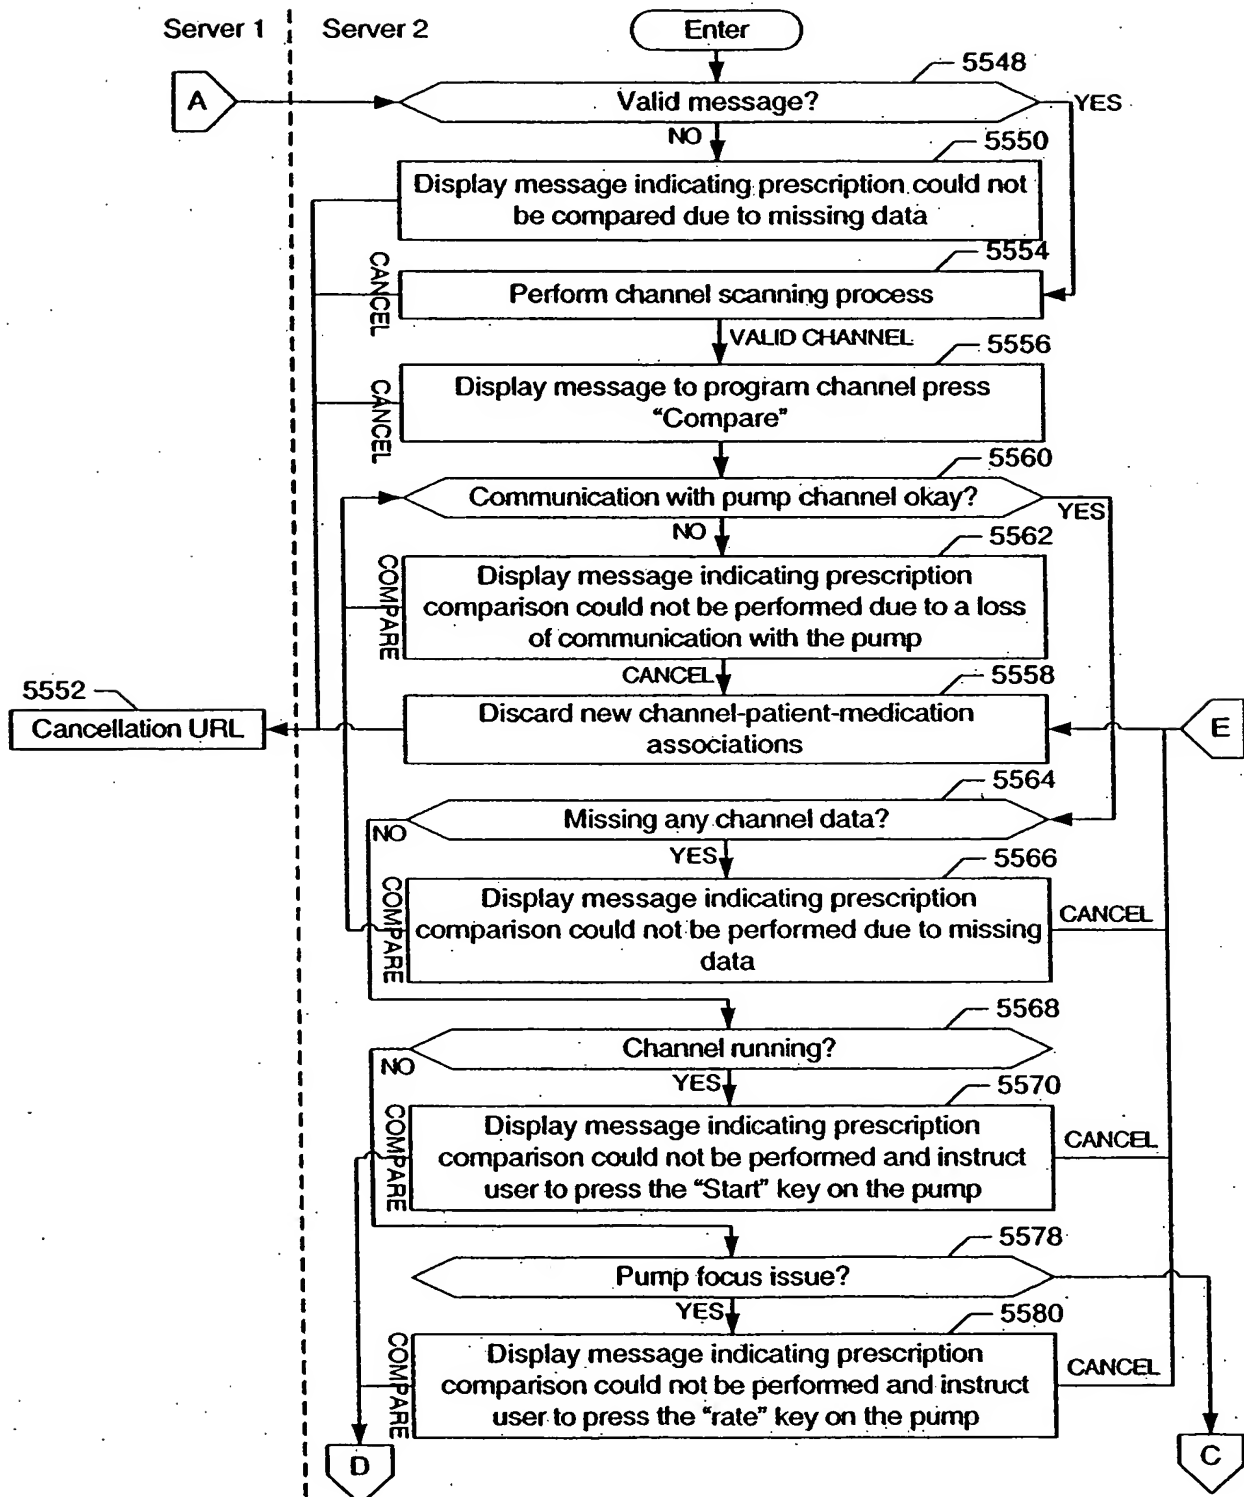 Server 1
Server 2
Enter
5548
A
Valid message?
YES
NO
5550
Display message indicating prescription could not
be compared due to missing data
5554
CANCEL
Perform channel scanning process
VALID CHANNEL
5556
CANCEL
Display message to program channel press
“Compare”
5560
Communication with pump channel okay?
YES
NO
5562
COMPARE
Display message indicating prescription
comparison could not be performed due to a loss
of communication with the pump
CANCEL
5558
5552
Cancellation URL
Discard new channel-patient-medication
associations
E
5564
Missing any channel data?
NO
YES
5566
COMPARE
Display message indicating prescription
comparison could not be performed due to missing
data
CANCEL
5568
Channel running?
NO
YES
5570
COMPARE
Display message indicating prescription
comparison could not be performed and instruct
user to press the “Start” key on the pump
CANCEL
5578
Pump focus issue?
YES
5580
COMPARE
Display message indicating prescription
comparison could not be performed and instruct
user to press the “rate” key on the pump
CANCEL
D
C